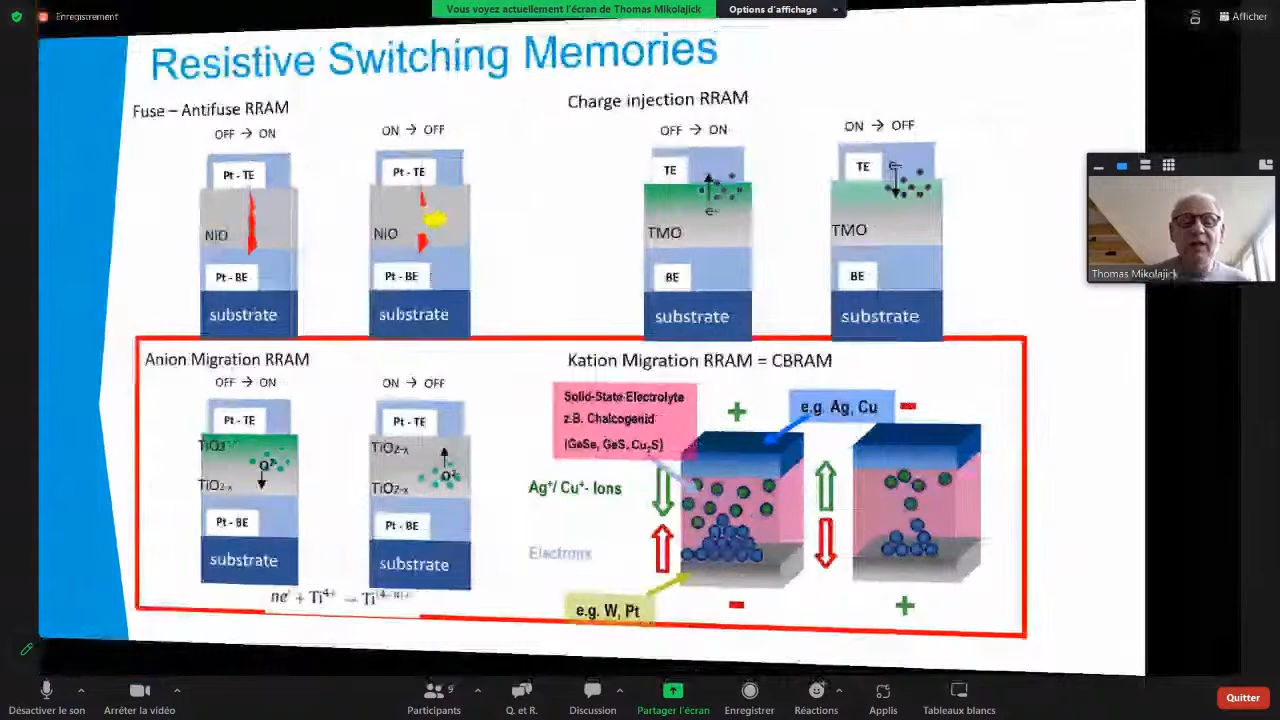 Enregistrement
Vous voyez actuellement l'écran de Thomas Mikolajick
Options d'affichage
Afficher
Resistive Switching Memories
Fuse – Antifuse RRAM
OFF → ON
ON → OFF
Pt - TE
NiO
Pt - BE
substrate
Pt - TE
NiO
Pt - BE
substrate
Charge injection RRAM
OFF → ON
ON → OFF
TE
e-
TMO
BE
substrate
TE
e-
TMO
BE
substrate
Thomas Mikolajick
Anion Migration RRAM
OFF → ON
ON → OFF
Pt - TE
TiO2-x
Pt - BE
substrate
Pt - TE
TiO2-x
TiO2-x
Pt - BE
substrate
Kation Migration RRAM = CBRAM
Solid-State-Electrolyte
z.B. Chalcogenid
(GeSe, GeS, Cu2S)
+
e.g. Ag, Cu
-
Ag+/ Cu+- Ions
Electrons
e.g. W, Pt
-
+
Désactiver le son
Arrêter la vidéo
Participants
9
Q. et R.
Discussion
Partager l'écran
Enregistrer
Réactions
Applis
Tableaux blancs
Quitter